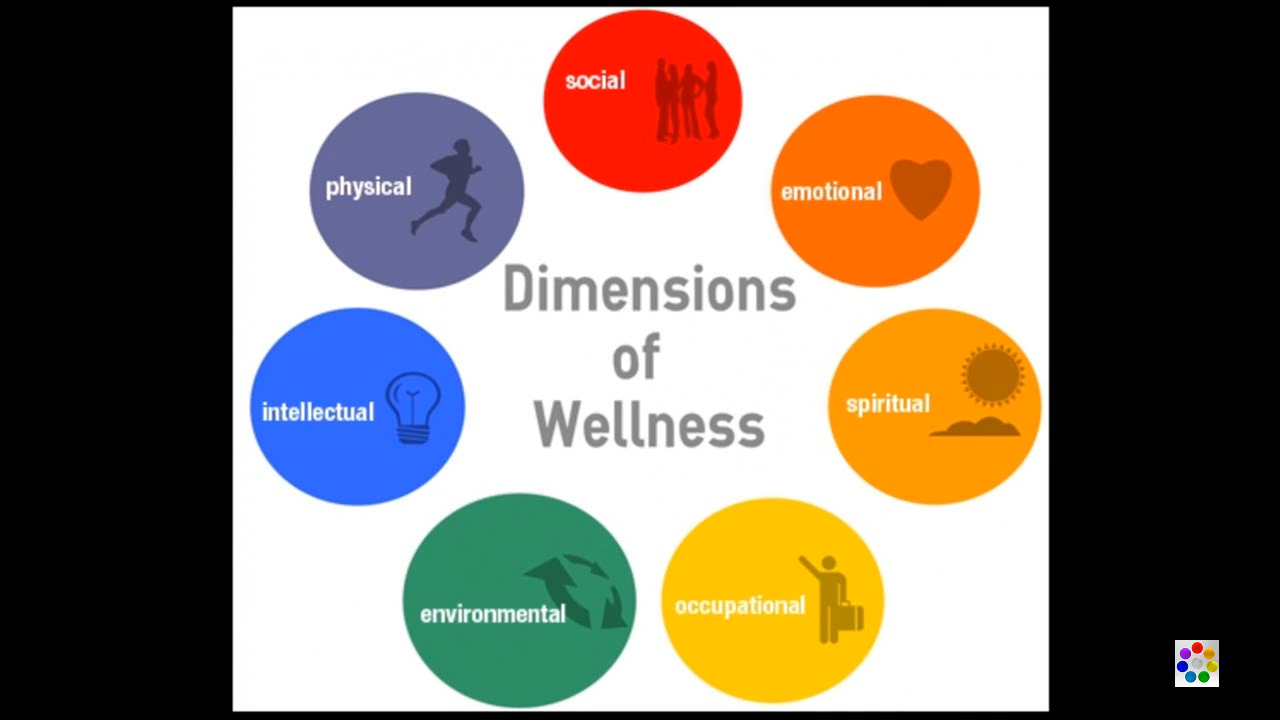 social
physical
emotional
Dimensions
of
Wellness
intellectual
spiritual
environmental
occupational